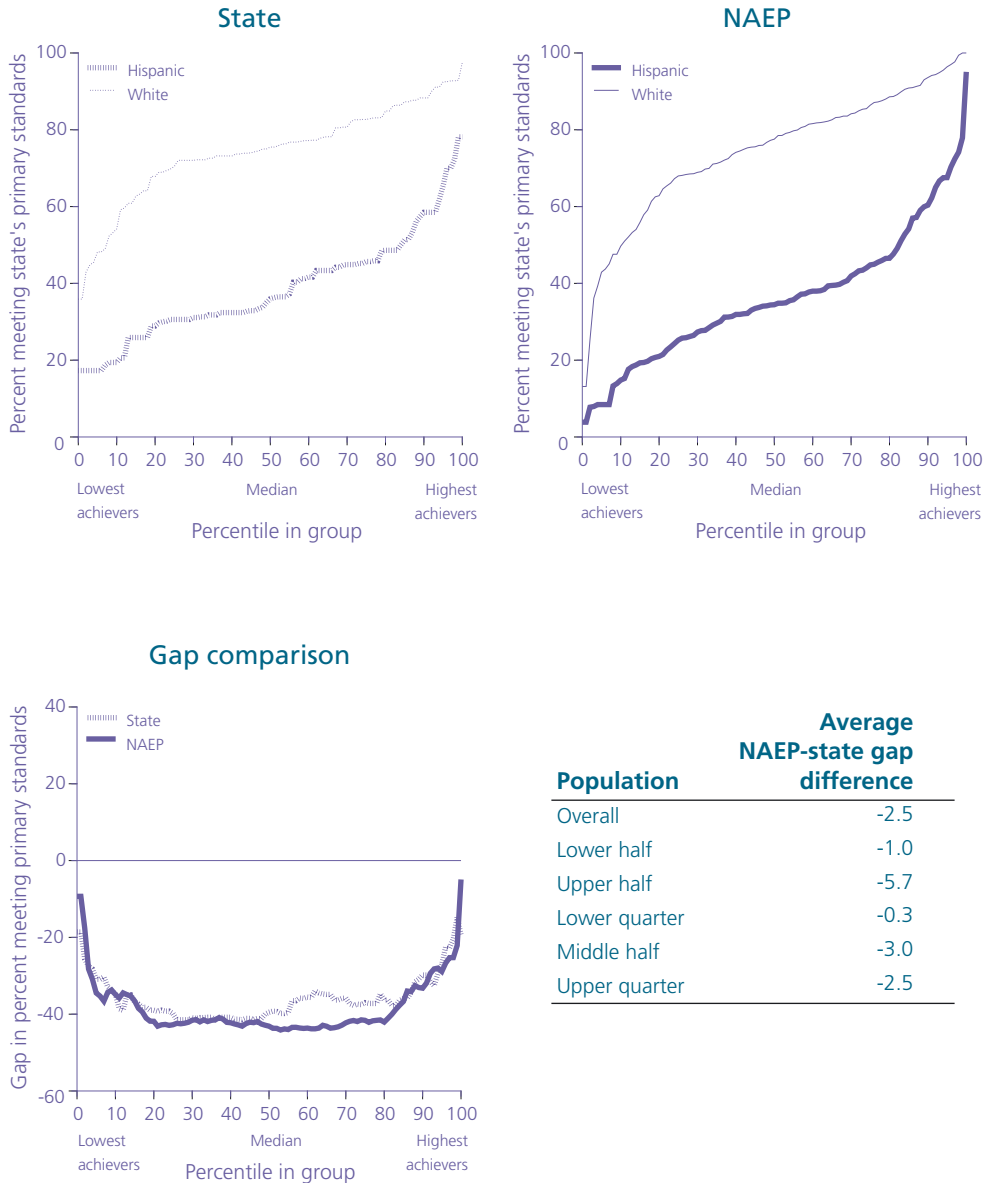 State
Percent meeting state's primary standards
100
80
60
40
20
0
Hispanic
White
0 10 20 30 40 50 60 70 80 90 100
Lowest achievers
Median
Highest achievers
Percentile in group
NAEP
Percent meeting state's primary standards
100
80
60
40
20
0
Hispanic
White
0 10 20 30 40 50 60 70 80 90 100
Lowest achievers
Median
Highest achievers
Percentile in group
Gap comparison
Gap in percent meeting primary standards
40
20
0
-20
-40
-60
State
NAEP
0 10 20 30 40 50 60 70 80 90 100
Lowest achievers
Median
Highest achievers
Percentile in group
Average
NAEP-state gap
Population difference
Overall -2.5
Lower half -1.0
Upper half -5.7
Lower quarter -0.3
Middle half -3.0
Upper quarter -2.5